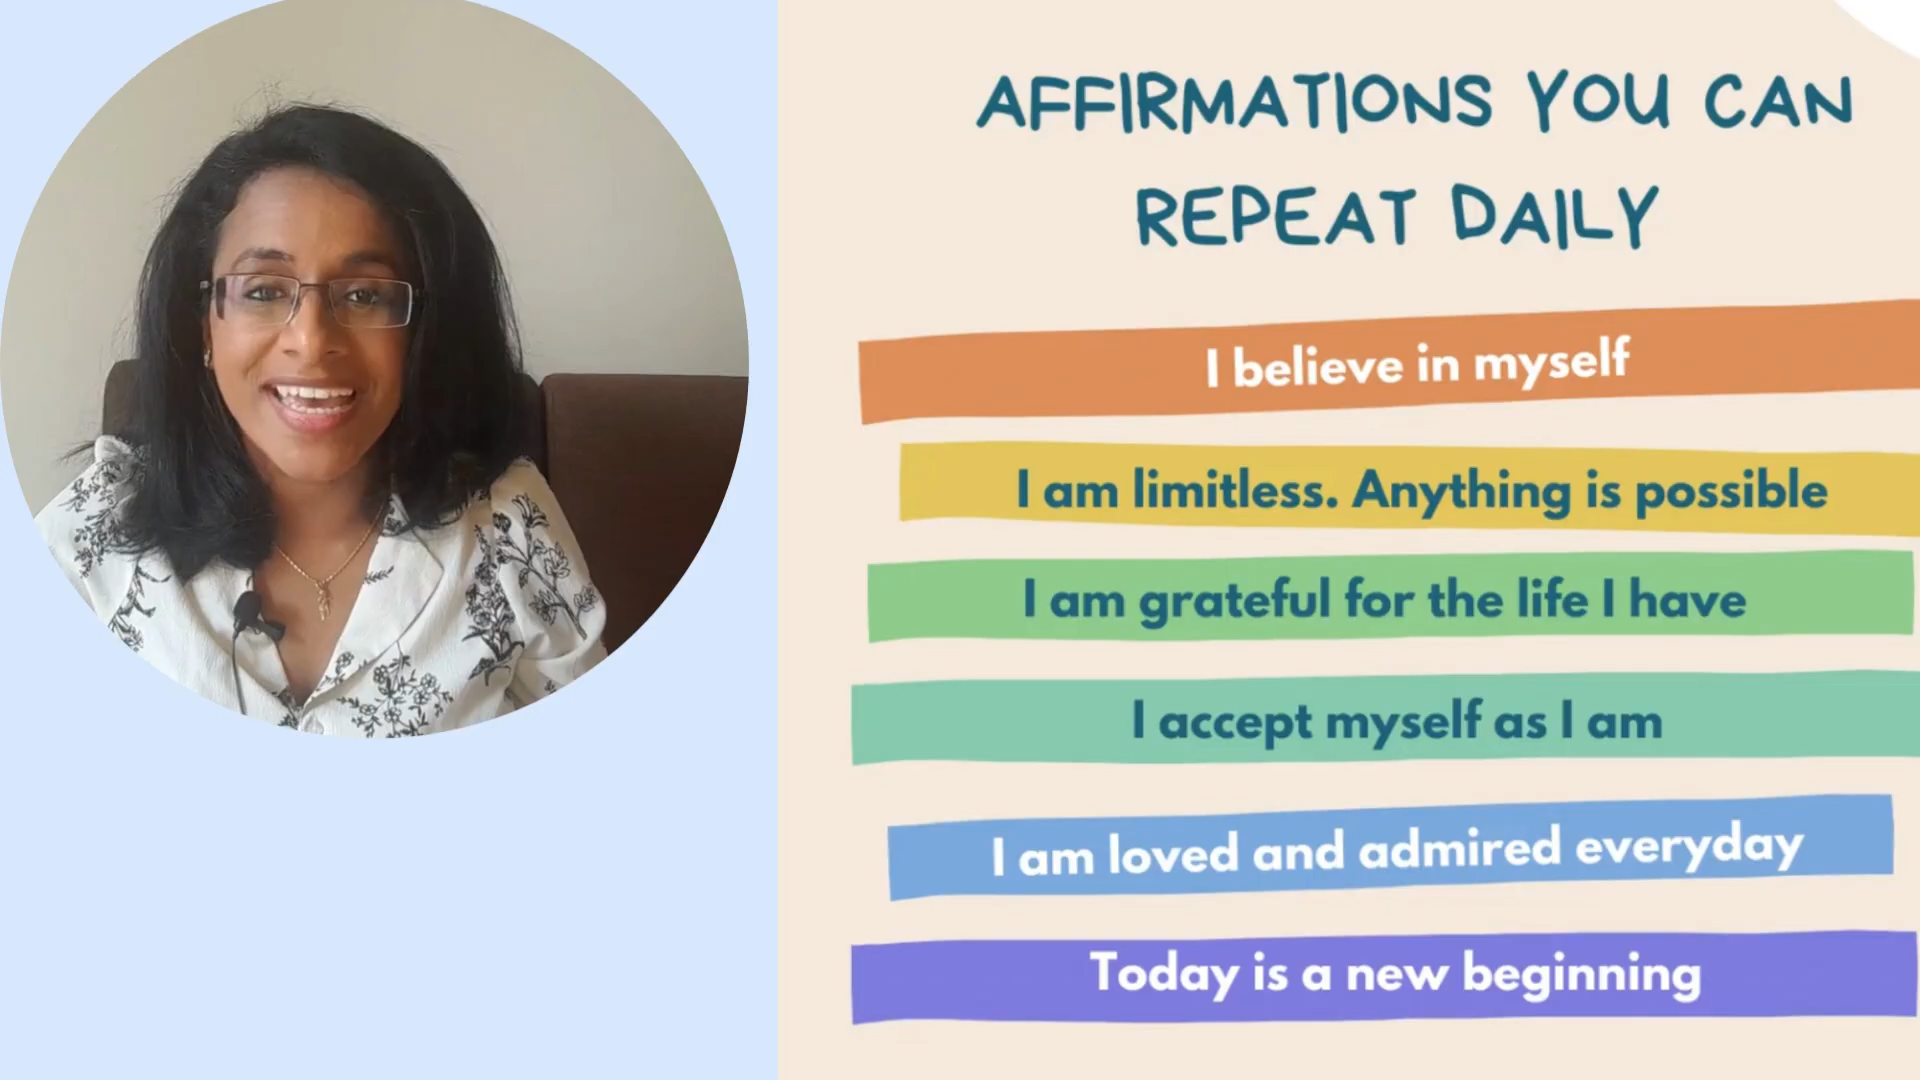 AFFIRMATIONS YOU CAN
REPEAT DAILY
I believe in myself
I am limitless. Anything is possible
I am grateful for the life I have
I accept myself as I am
I am loved and admired everyday
Today is a new beginning